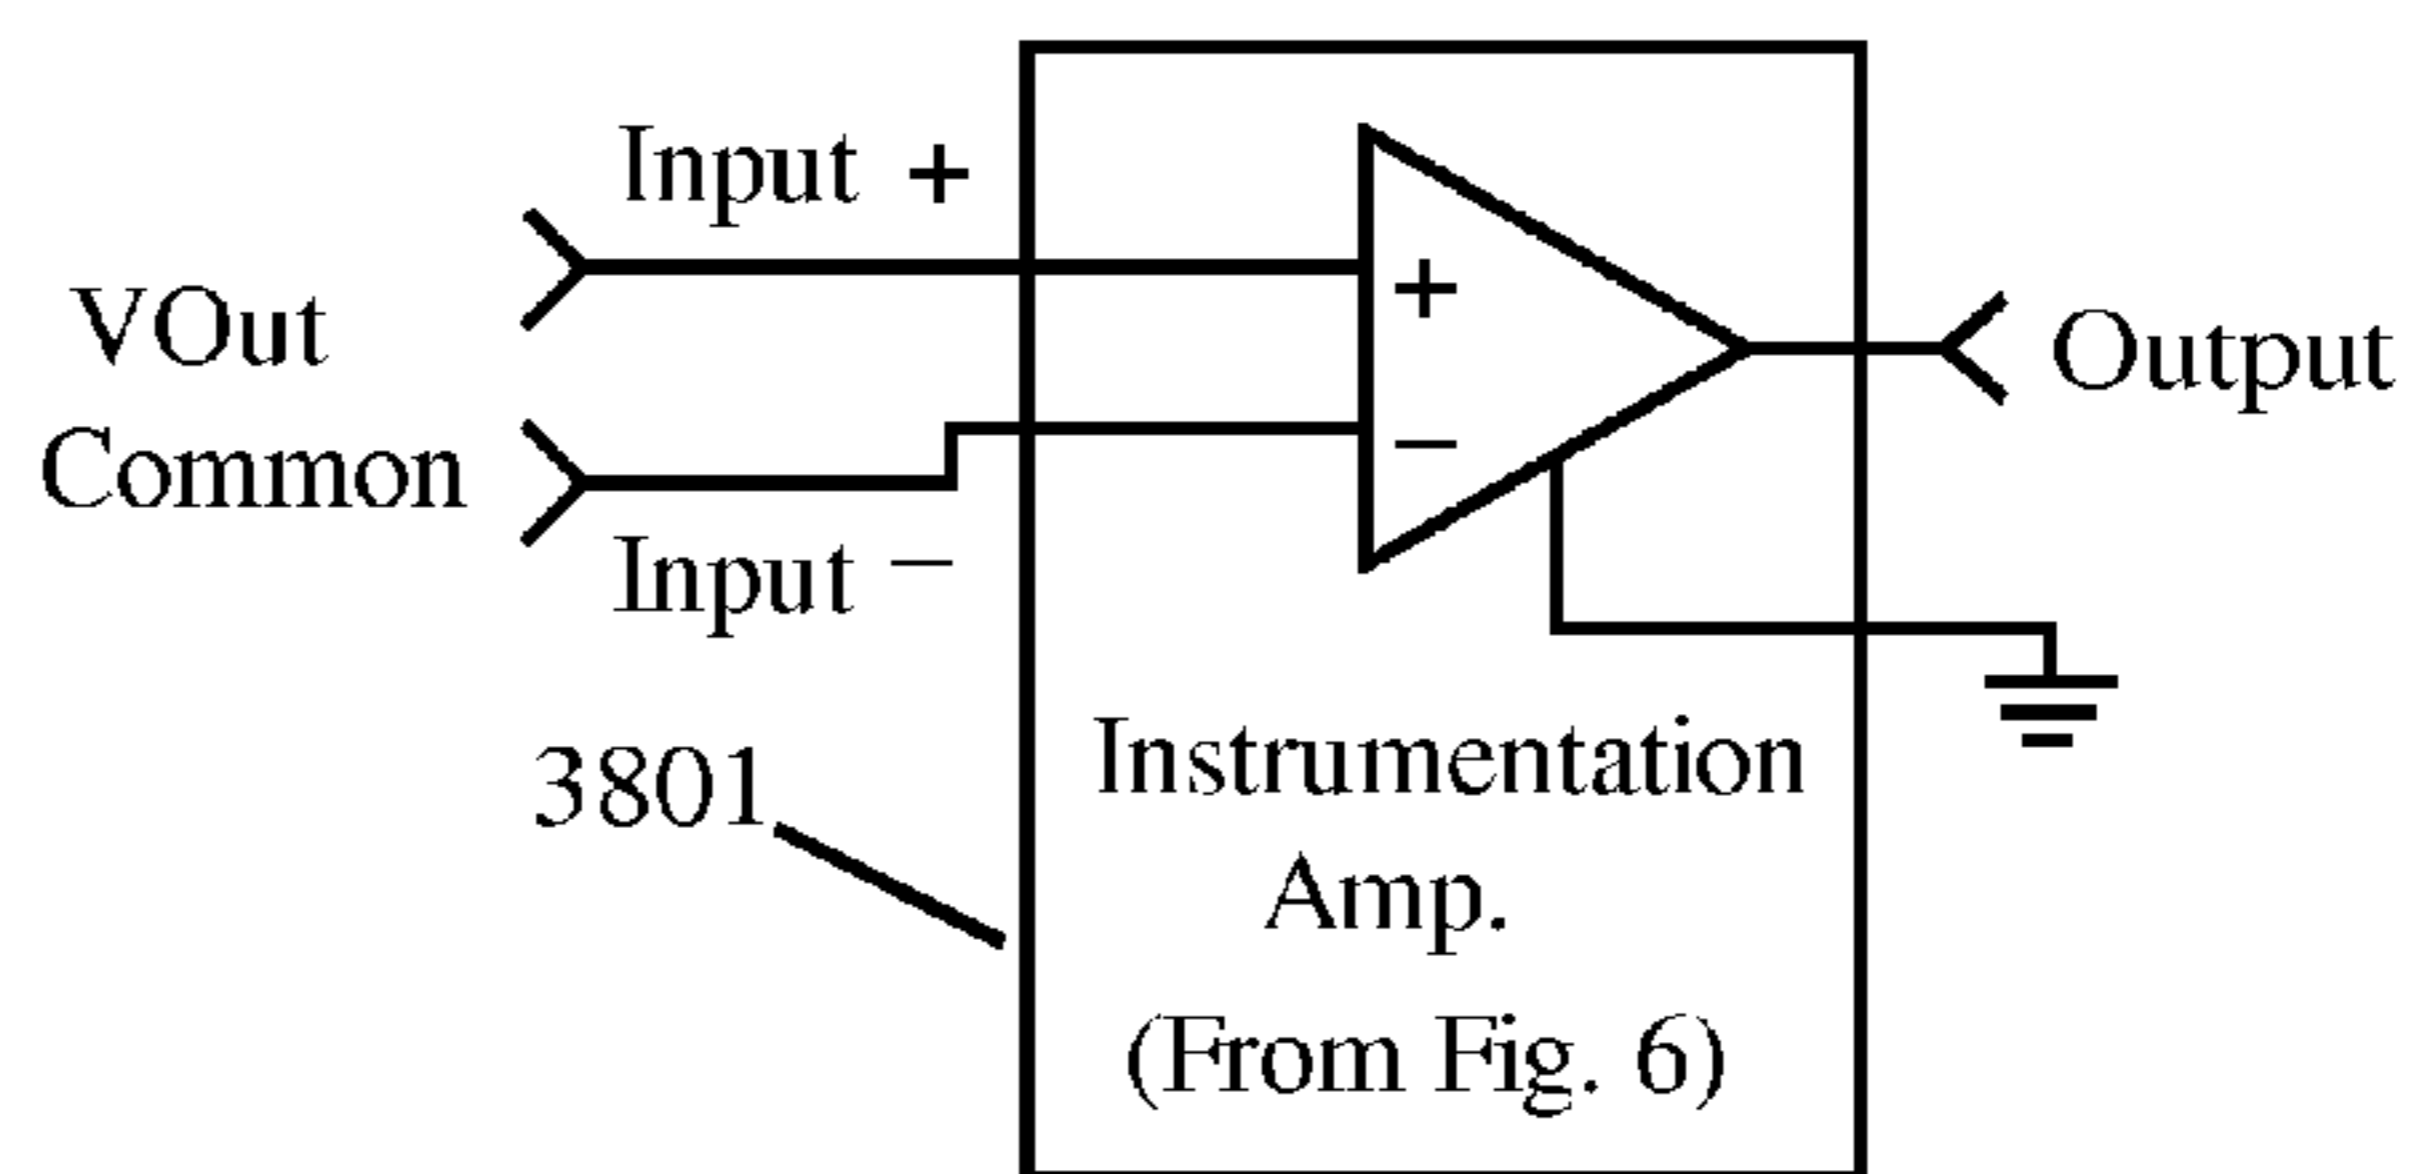 Input +
VOut
+
Output
Common
−
Input −
3801
Instrumentation
Amp.
(From Fig. 6)